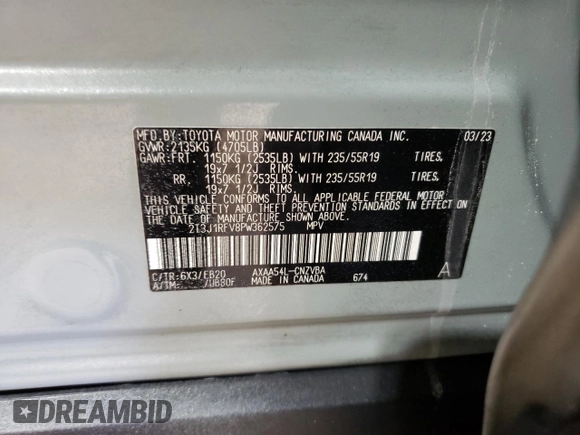 MFD.BY:TOYOTA MOTOR MANUFACTURING CANADA INC. 03/23
GVWR:2135KG (4705LB)
GAWR:FRT. 1150KG (2535LB) WITH 235/55R19 TIRES,
19x7 1/2J RIMS.
RR. 1150KG (2535LB) WITH 235/55R19 TIRES,
19x7 1/2J RIMS.
THIS VEHICLE CONFORMS TO ALL APPLICABLE FEDERAL MOTOR
VEHICLE SAFETY AND THEFT PREVENTION STANDARDS IN EFFECT
ON THE DATE OF MANUFACTURE SHOWN ABOVE.
2T3J1RFV8PW362575 MPV
C/TR:6X3/EB20 AXAA54L-CNZVBA A
A/TM: /UB80F MADE IN CANADA 674
DREAMBID